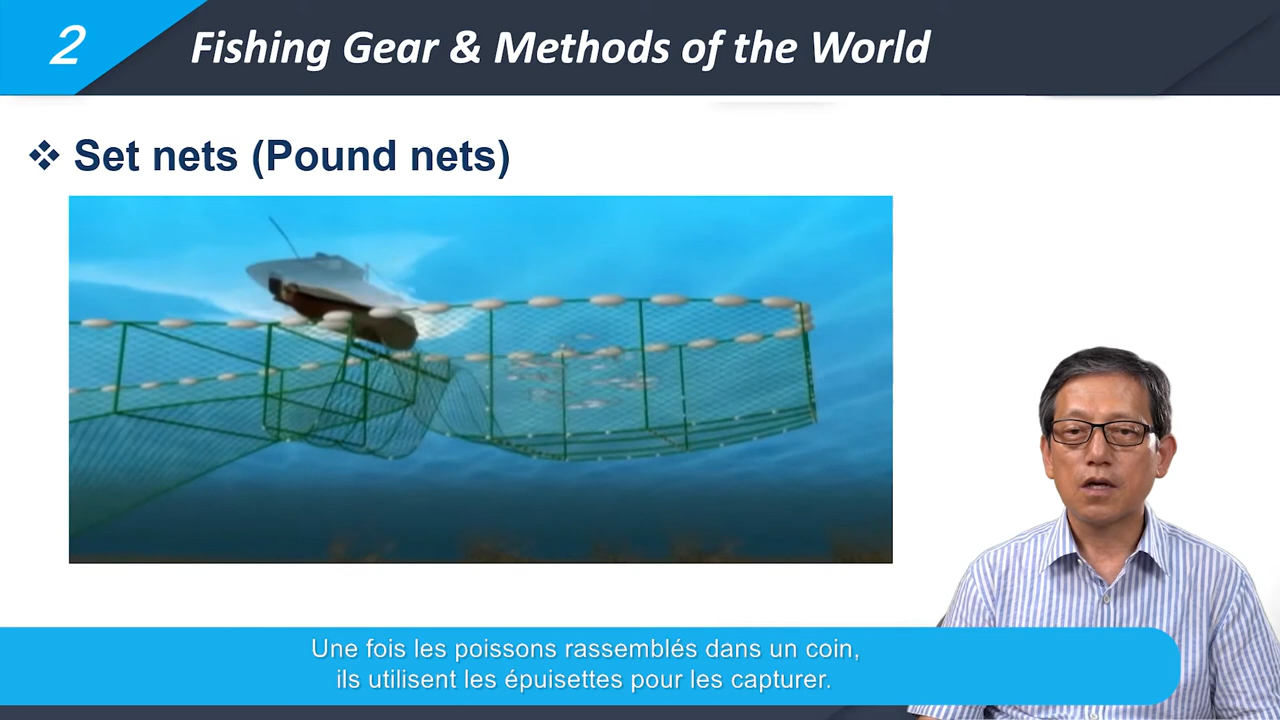 2
Fishing Gear & Methods of the World
❖ Set nets (Pound nets)
Une fois les poissons rassemblés dans un coin,
ils utilisent les épuisettes pour les capturer.